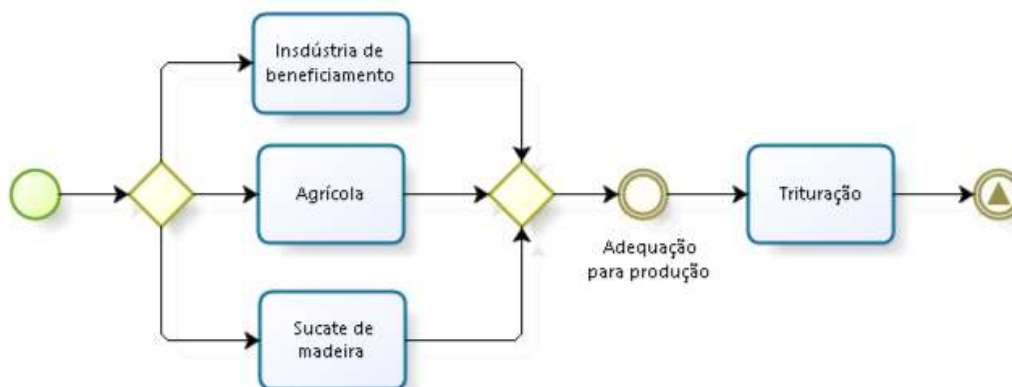 Insdústria de
beneficiamento
Agrícola
Sucate de
madeira
Adequação
para produção
Trituração